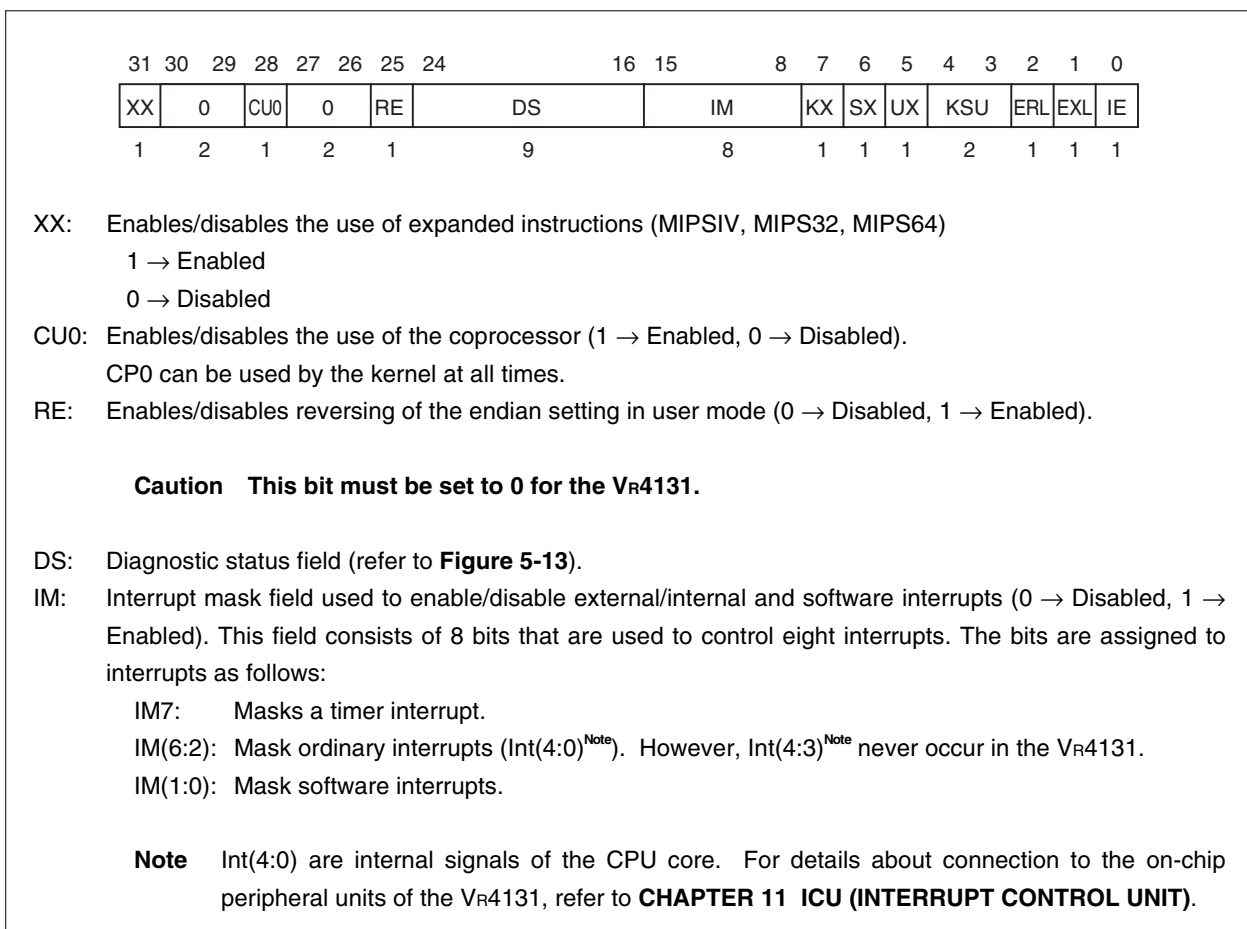 31 30 29 28 27 26 25 24 16 15 8 7 6 5 4 3 2 1 0
XX 0 CU0 0 RE DS IM KX SX UX KSU ERL EXL IE
1 2 1 2 1 9 8 1 1 1 2 1 1 1
XX: Enables/disables the use of expanded instructions (MIPSIV, MIPS32, MIPS64)
1 → Enabled
0 → Disabled
CU0: Enables/disables the use of the coprocessor (1 → Enabled, 0 → Disabled).
CP0 can be used by the kernel at all times.
RE: Enables/disables reversing of the endian setting in user mode (0 → Disabled, 1 → Enabled).
Caution This bit must be set to 0 for the VR4131.
DS: Diagnostic status field (refer to Figure 5-13).
IM: Interrupt mask field used to enable/disable external/internal and software interrupts (0 → Disabled, 1 →
Enabled). This field consists of 8 bits that are used to control eight interrupts. The bits are assigned to
interrupts as follows:
IM7: Masks a timer interrupt.
IM(6:2): Mask ordinary interrupts (Int(4:0)Note). However, Int(4:3)Note never occur in the VR4131.
IM(1:0): Mask software interrupts.
Note Int(4:0) are internal signals of the CPU core. For details about connection to the on-chip
peripheral units of the VR4131, refer to CHAPTER 11 ICU (INTERRUPT CONTROL UNIT).